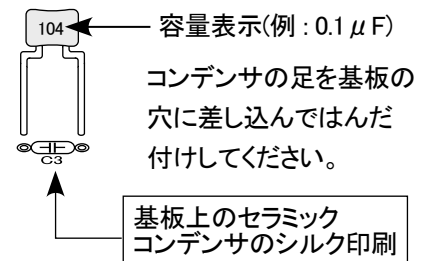 104
容量表示(例 : 0.1 μ F)
コンデンサの足を基板の
穴に差し込んではんだ
付けしてください。
C3
基板上のセラミック
コンデンサのシルク印刷